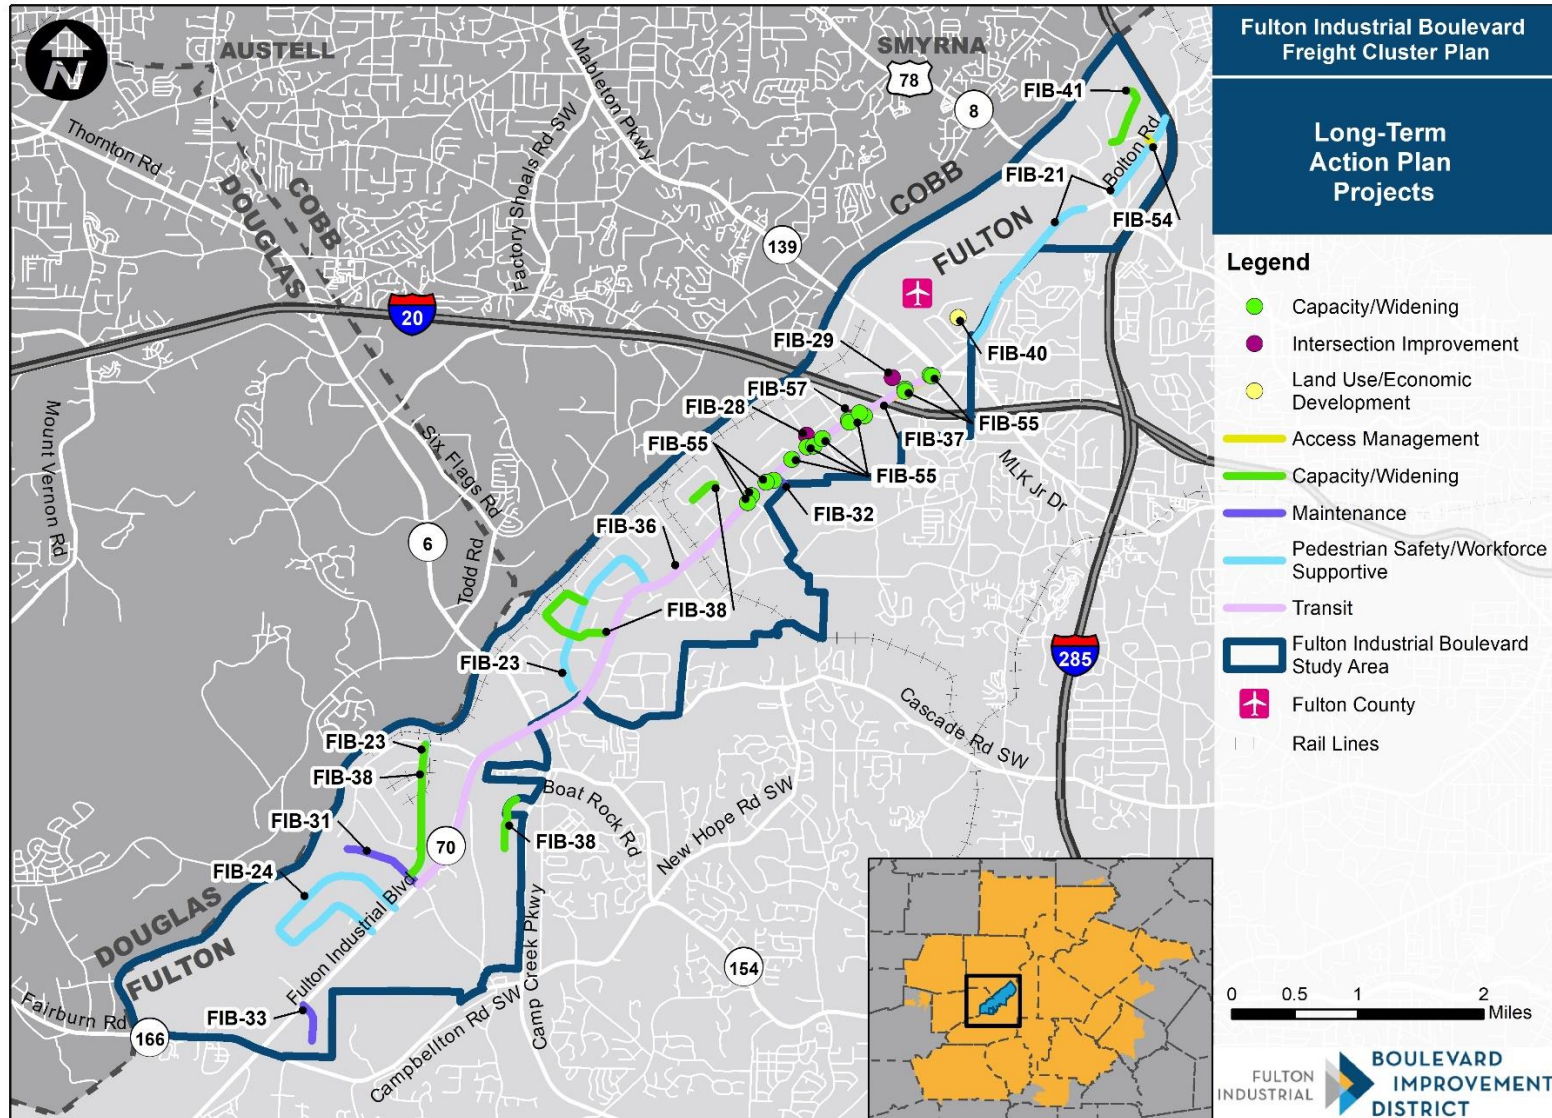 Fulton Industrial Boulevard
Freight Cluster Plan
Long-Term
Action Plan
Projects
Legend
Capacity/Widening
Intersection Improvement
Land Use/Economic
Development
Access Management
Capacity/Widening
Maintenance
Pedestrian Safety/Workforce
Supportive
Transit
Fulton Industrial Boulevard
Study Area
Fulton County
Rail Lines
0 0.5 1 2
Miles
FULTON
INDUSTRIAL
BOULEVARD
IMPROVEMENT
DISTRICT
N
AUSTELL
SMYRNA
78
8
Mableton Pkwy
Thornton Rd
Factory Shoals Rd SW
COBB
DOUGLAS
COBB
FULTON
139
20
FIB-41
Bolton Rd
FIB-21
FIB-54
FIB-40
FIB-29
FIB-57
FIB-28
FIB-55
FIB-55
FIB-37
FIB-55
FIB-32
MLK Jr Dr
Mount Vernon Rd
Six Flags Rd
FIB-36
6
Todd Rd
FIB-38
FIB-23
285
Cascade Rd SW
FIB-23
FIB-38
Boat Rock Rd
New Hope Rd SW
FIB-31
70
FIB-38
FIB-24
Fulton Industrial Blvd
DOUGLAS
FULTON
Camp Creek Pkwy
154
FIB-33
Fairburn Rd
166
Campbellton Rd SW